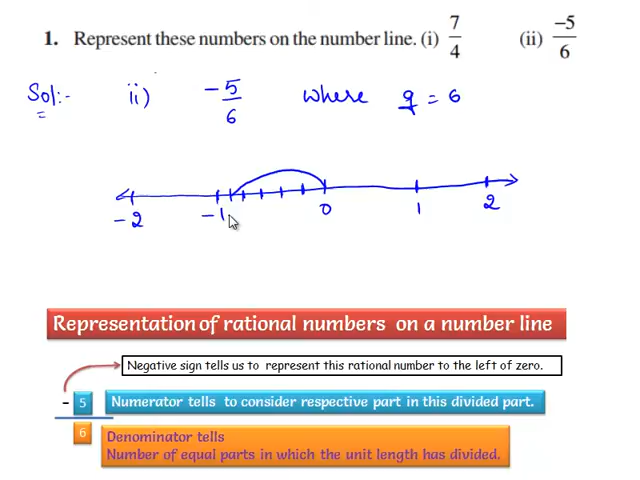 1. Represent these numbers on the number line. (i) 7/4 (ii) -5/6
Sol:- ii) -5/6 where q = 6
-2 -1 0 1 2
Representation of rational numbers on a number line
Negative sign tells us to represent this rational number to the left of zero.
- 5 Numerator tells to consider respective part in this divided part.
6 Denominator tells
Number of equal parts in which the unit length has divided.